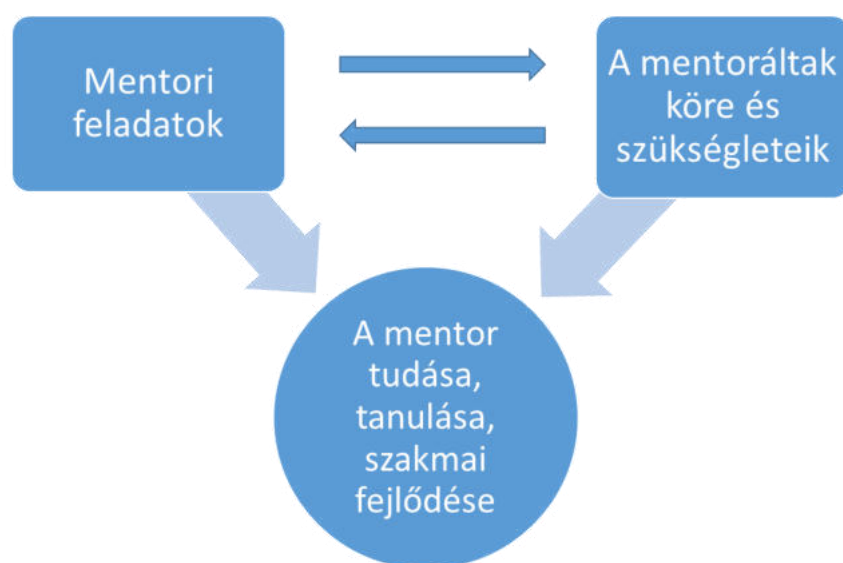 Mentori
feladatok
A mentoráltak
köre és
szükségleteik
A mentor
tudása,
tanulása,
szakmai
fejlődése